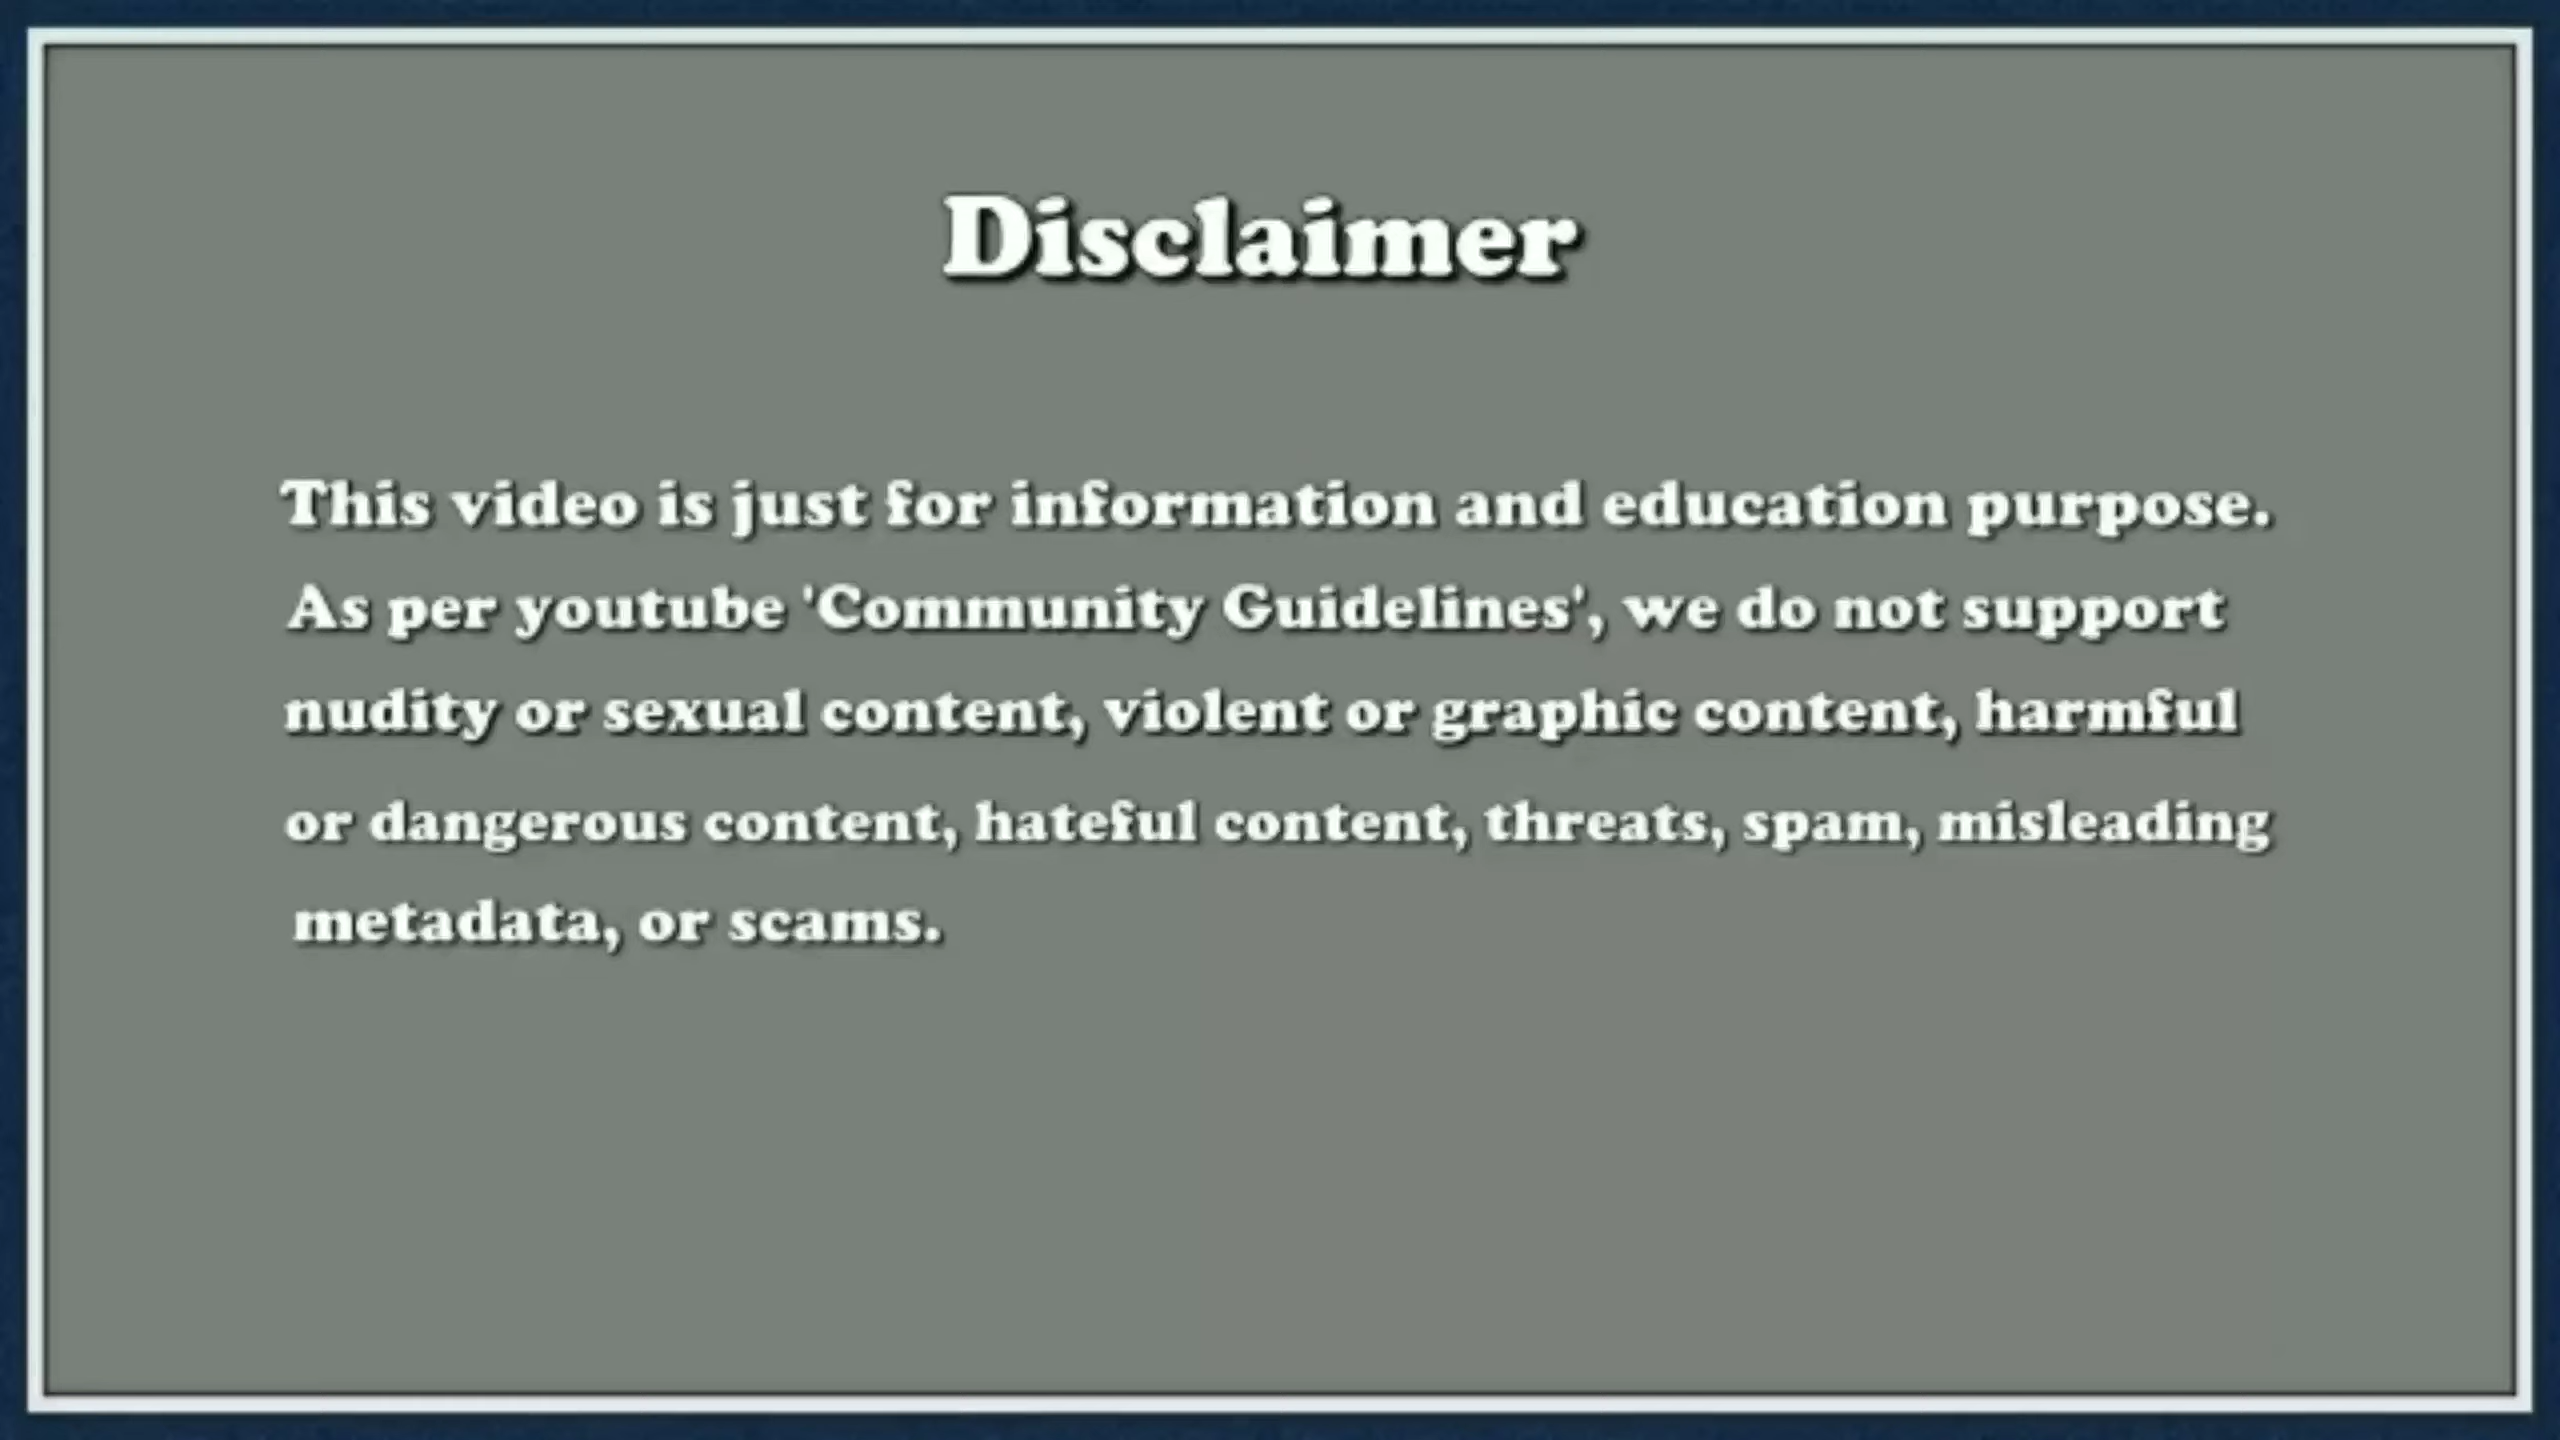 Disclaimer
This video is just for information and education purpose.
As per youtube 'Community Guidelines', we do not support
nudity or sexual content, violent or graphic content, harmful
or dangerous content, hateful content, threats, spam, misleading
metadata, or scams.